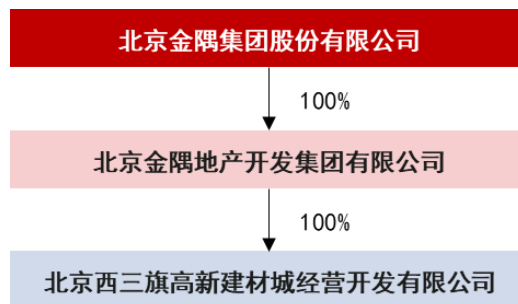 北京金隅集团股份有限公司
100%
北京金隅地产开发集团有限公司
100%
北京西三旗高新建材城经营开发有限公司